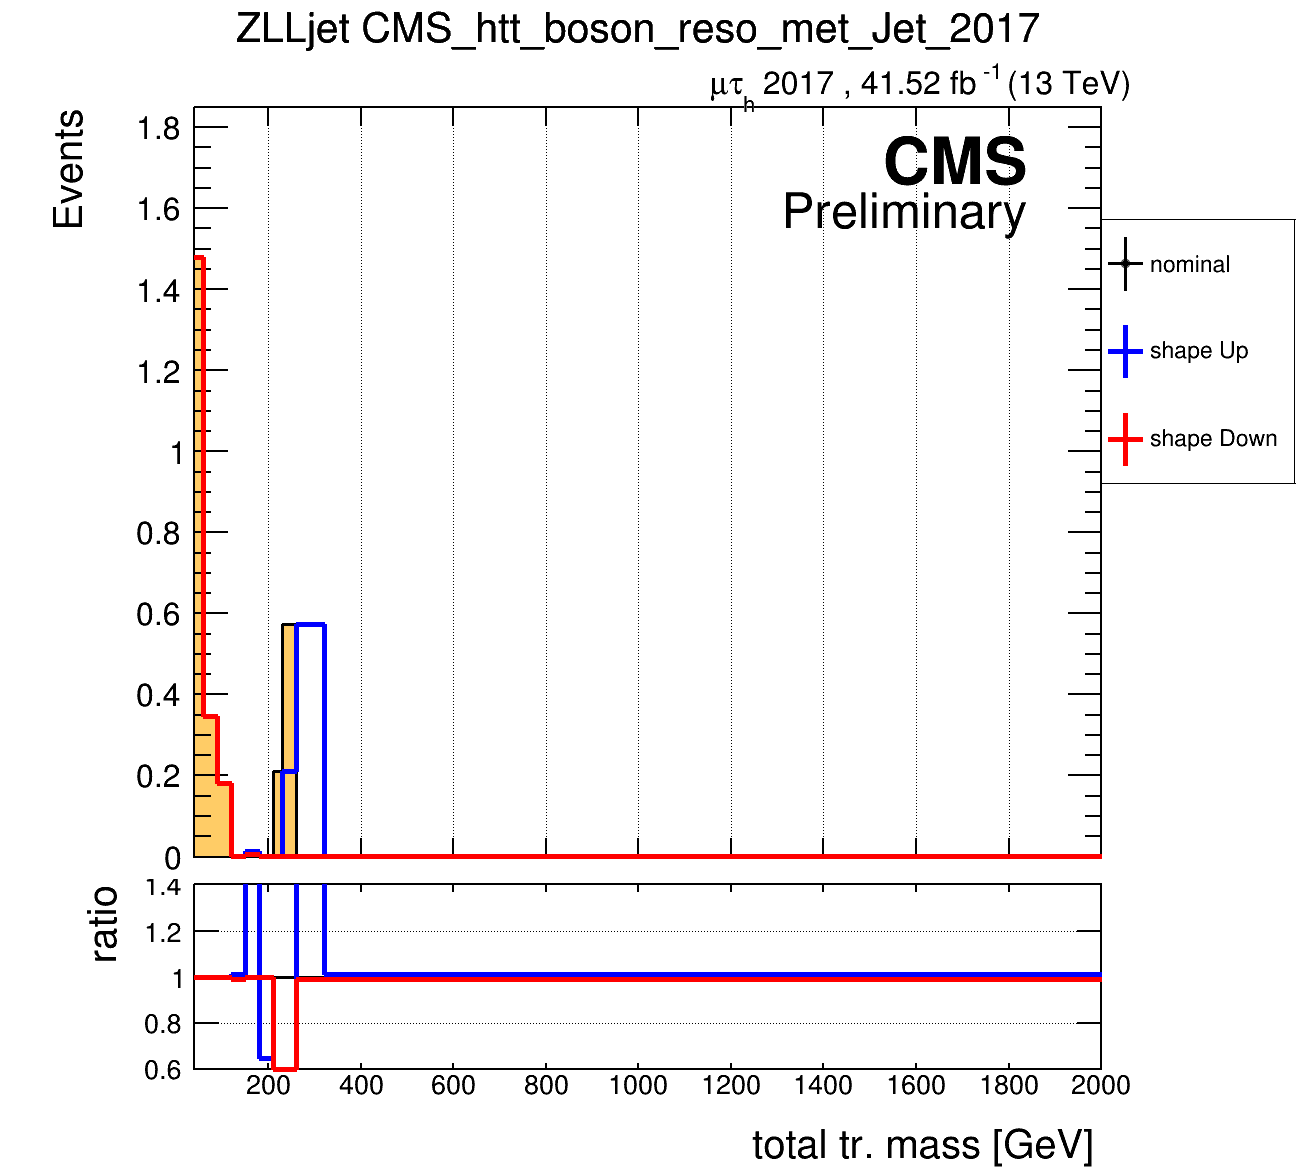 ZLLjet CMS_htt_boson_reso_met_Jet_2017
μτh 2017 , 41.52 fb-1 (13 TeV)
Events
1.8
1.6
1.4
1.2
1
0.8
0.6
0.4
0.2
0
CMS
Preliminary
nominal
shape Up
shape Down
ratio
1.4
1.2
1
0.8
0.6
200 400 600 800 1000 1200 1400 1600 1800 2000
total tr. mass [GeV]